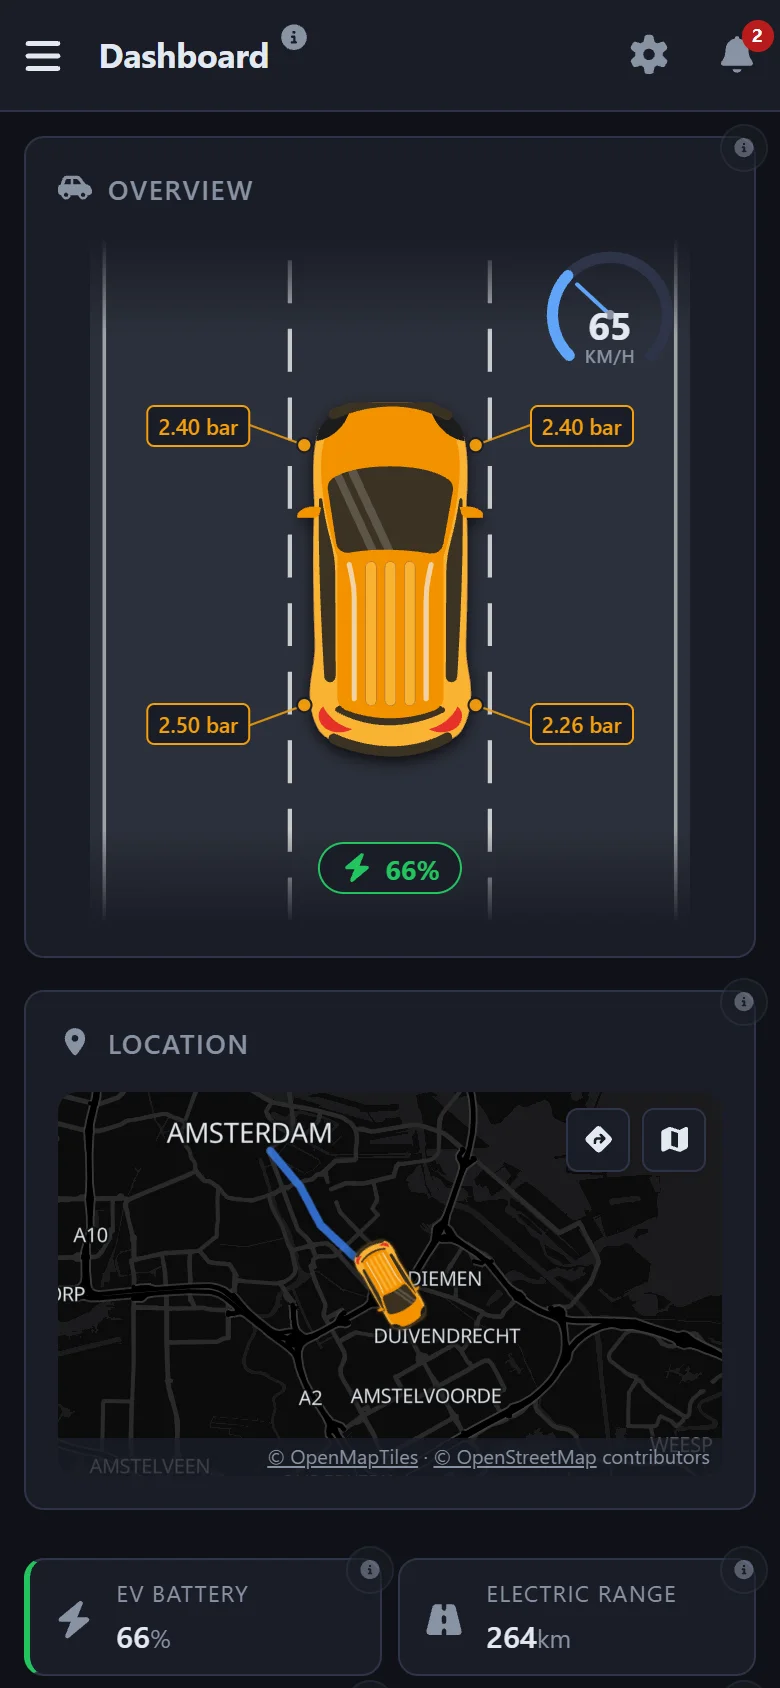 Dashboard
2
OVERVIEW
65
KM/H
2.40 bar
2.40 bar
2.50 bar
2.26 bar
66%
LOCATION
AMSTERDAM
A10
DIEMEN
DUIVENDRECHT
A2
AMSTELVOORDE
WEESP
© OpenMapTiles · © OpenStreetMap contributors
AMSTELVEEN
EV BATTERY
66%
ELECTRIC RANGE
264km